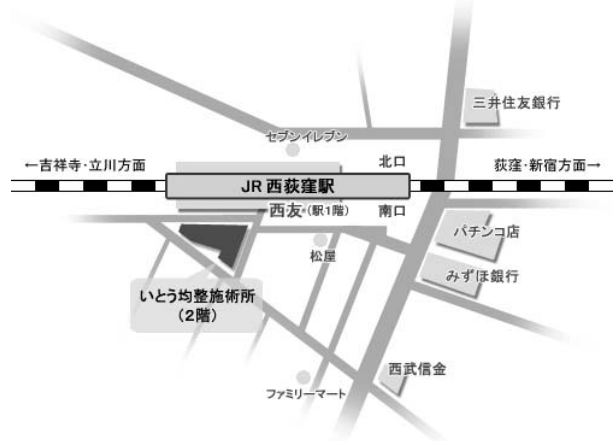 三井住友銀行
セブンイレブン
←吉祥寺・立川方面
北口
荻窪・新宿方面→
JR 西荻窪駅
西友(駅1階)
南口
パチンコ店
松屋
みずほ銀行
いとう均整施術所
(2階)
西武信金
ファミリーマート